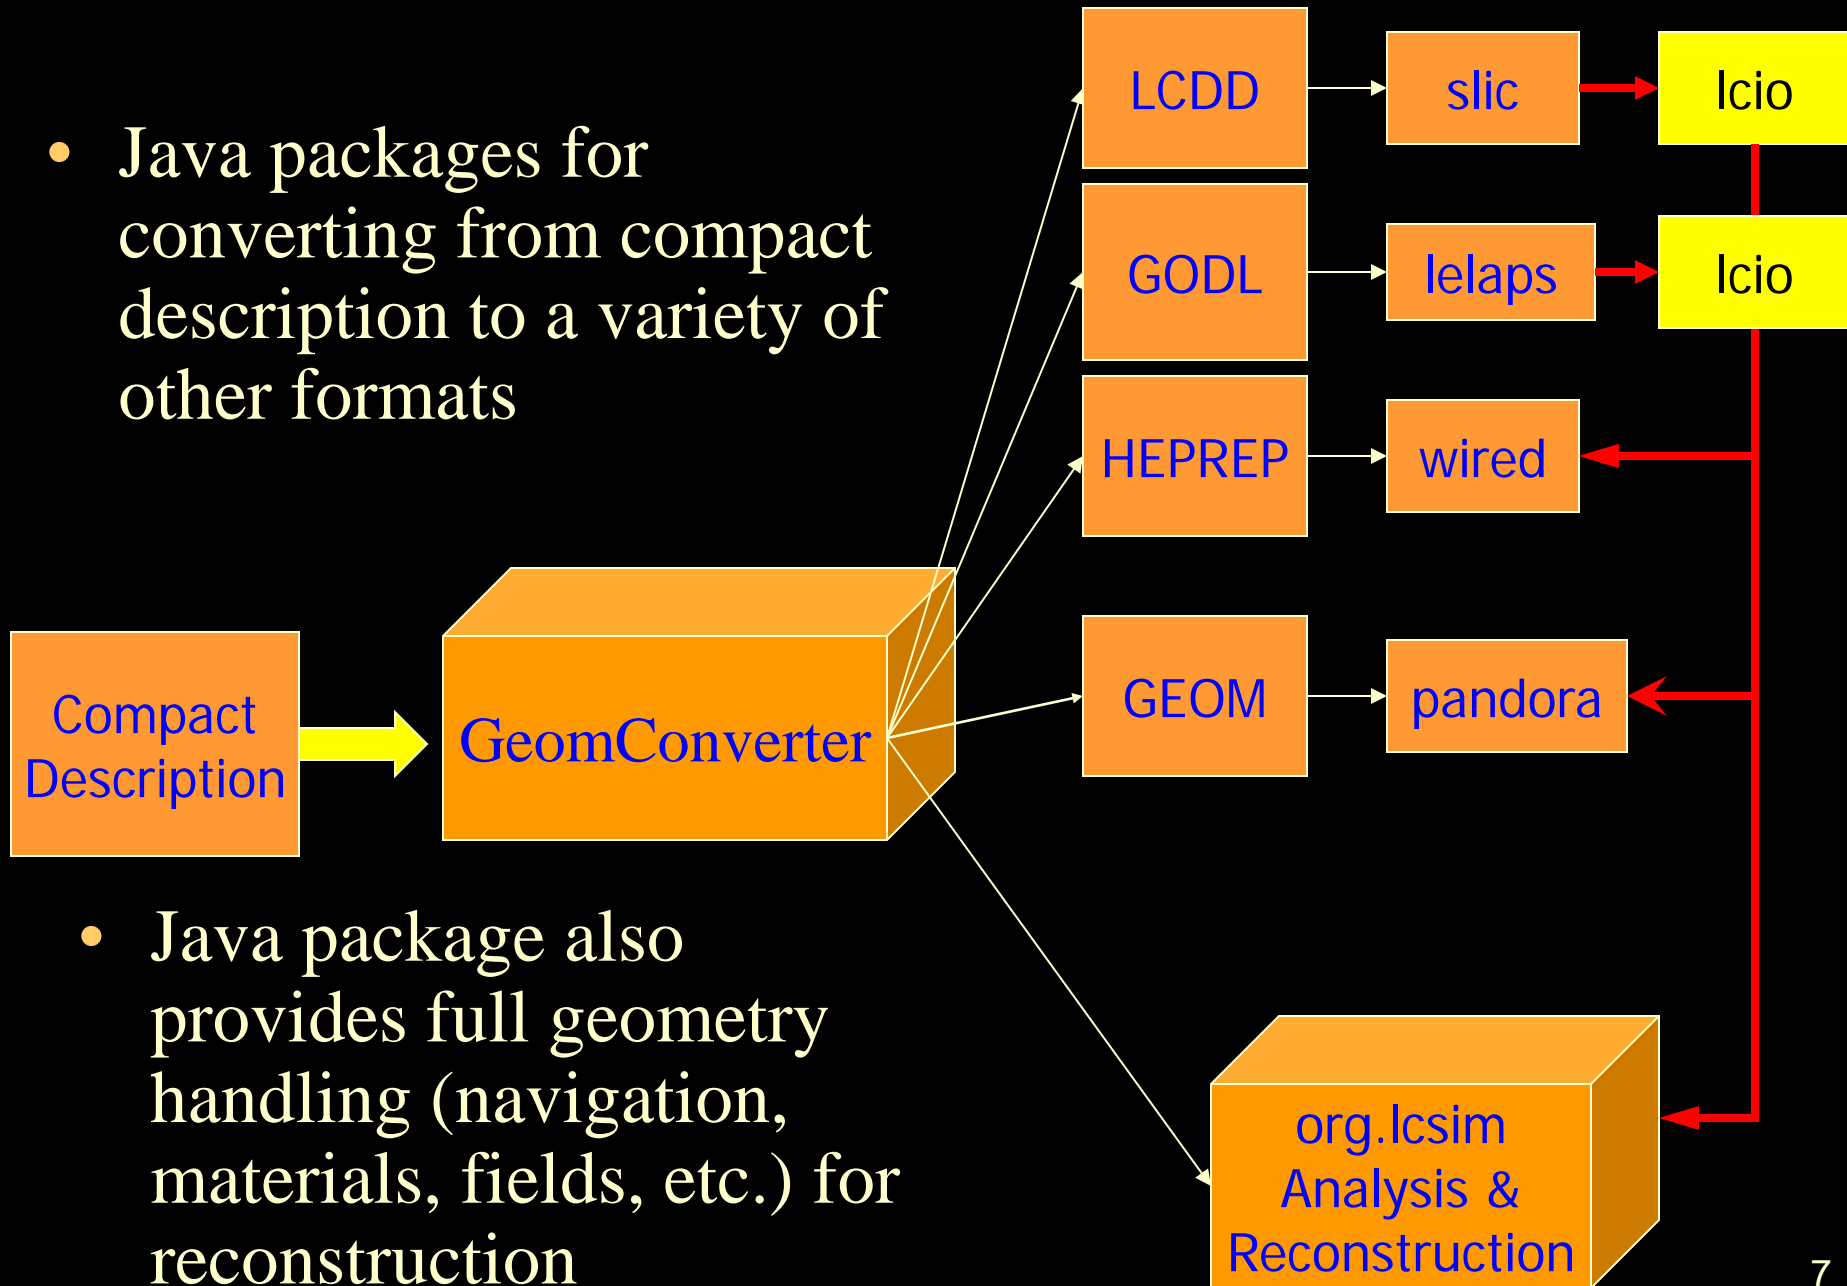 • Java packages for
converting from compact
description to a variety of
other formats
LCDD
slic
lcio
GODL
lelaps
lcio
HEPREP
wired
GEOM
pandora
Compact
Description
GeomConverter
• Java package also
provides full geometry
handling (navigation,
materials, fields, etc.) for
reconstruction
org.lcsim
Analysis &
Reconstruction
7